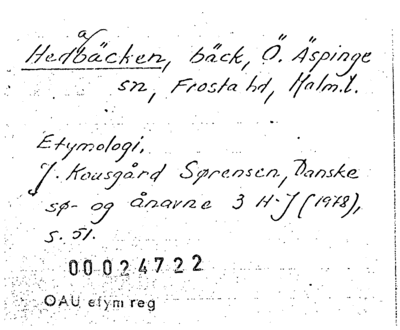 Hedbäcken, bäck, Ö. Äspinge
sn, Frosta hd, Malm.l.
Etymologi.
J. Kousgård Sørensen, Danske
sø- og ånavne 3 H-J (1978),
s. 51.
00024722
OAU etym reg